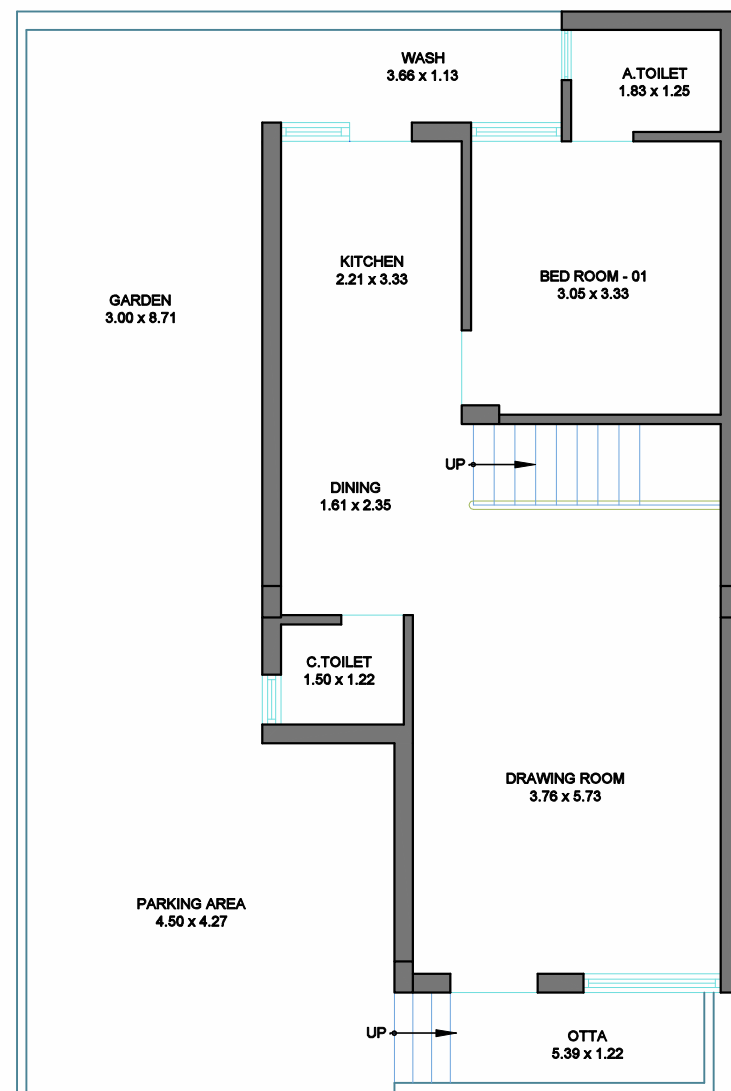 WASH
3.66 x 1.13
A.TOILET
1.83 x 1.25
KITCHEN
2.21 x 3.33
BED ROOM - 01
3.05 x 3.33
GARDEN
3.00 x 8.71
UP
DINING
1.61 x 2.35
C.TOILET
1.50 x 1.22
DRAWING ROOM
3.76 x 5.73
PARKING AREA
4.50 x 4.27
UP
OTTA
5.39 x 1.22